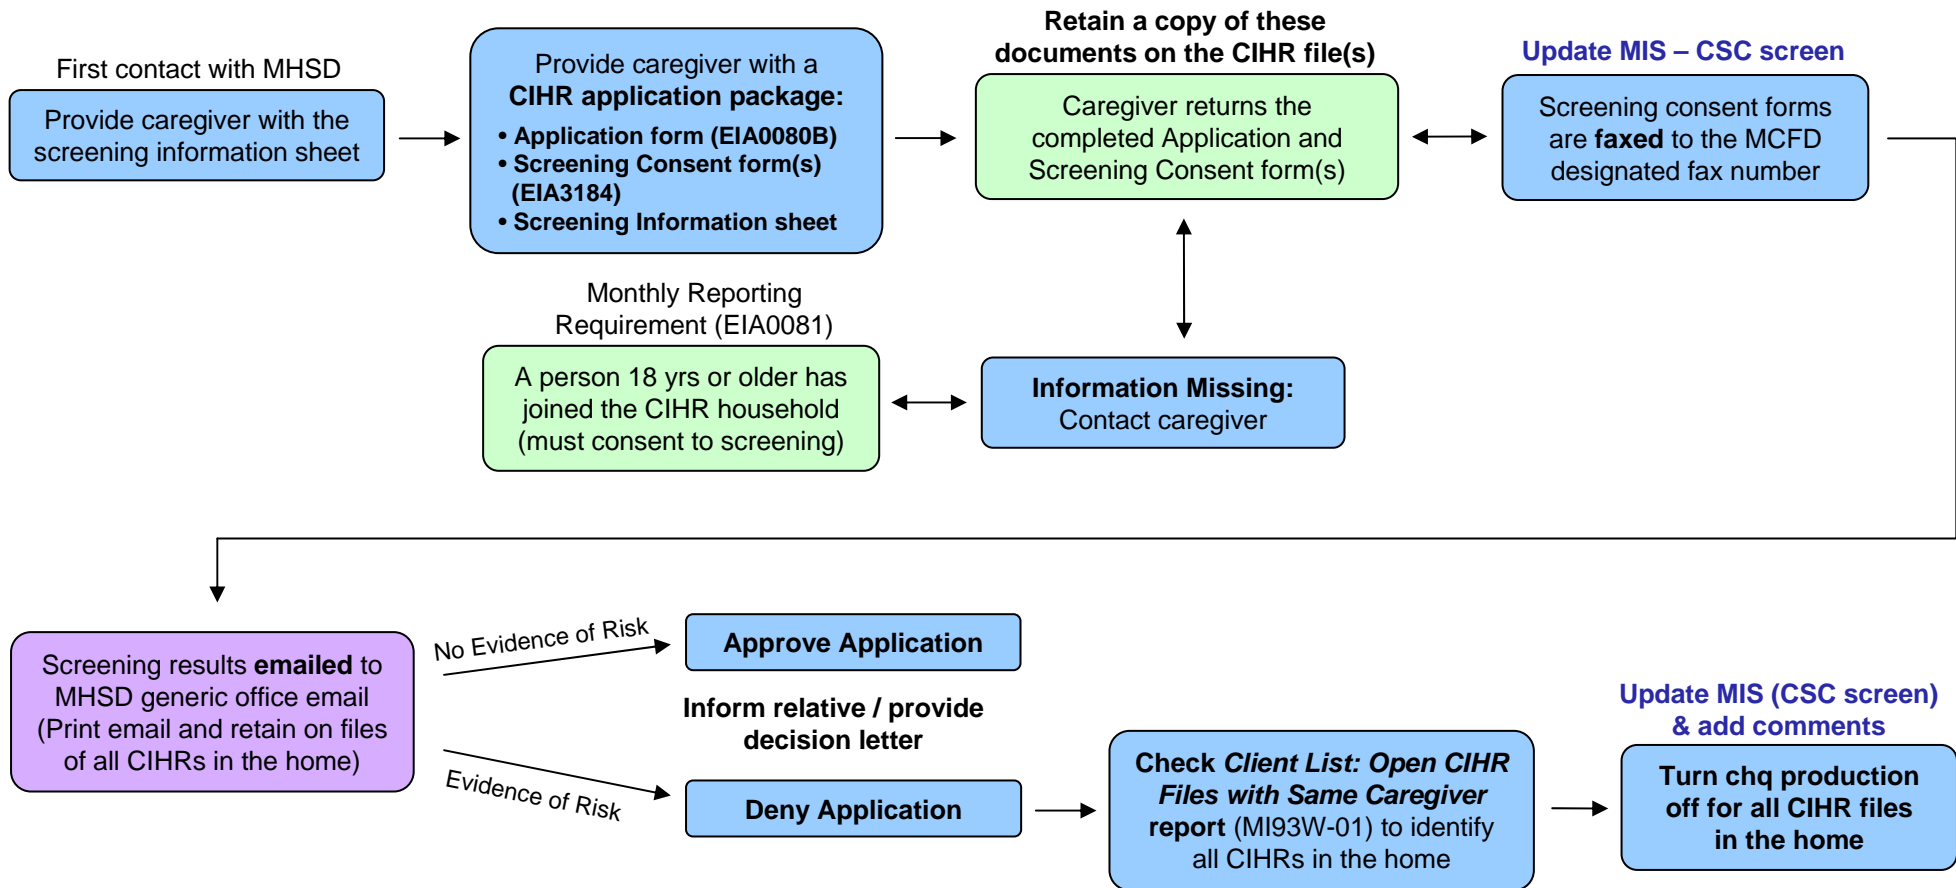 First contact with MHSD
Provide caregiver with the
screening information sheet
Provide caregiver with a
CIHR application package:
• Application form (EIA0080B)
• Screening Consent form(s)
(EIA3184)
• Screening Information sheet
Retain a copy of these
documents on the CIHR file(s)
Caregiver returns the
completed Application and
Screening Consent form(s)
Update MIS – CSC screen
Screening consent forms
are faxed to the MCFD
designated fax number
Monthly Reporting
Requirement (EIA0081)
A person 18 yrs or older has
joined the CIHR household
(must consent to screening)
Information Missing:
Contact caregiver
Screening results emailed to
MHSD generic office email
(Print email and retain on files
of all CIHRs in the home)
No Evidence of Risk
Evidence of Risk
Approve Application
Inform relative / provide
decision letter
Deny Application
Check Client List: Open CIHR
Files with Same Caregiver
report (MI93W-01) to identify
all CIHRs in the home
Update MIS (CSC screen)
& add comments
Turn chq production
off for all CIHR files
in the home